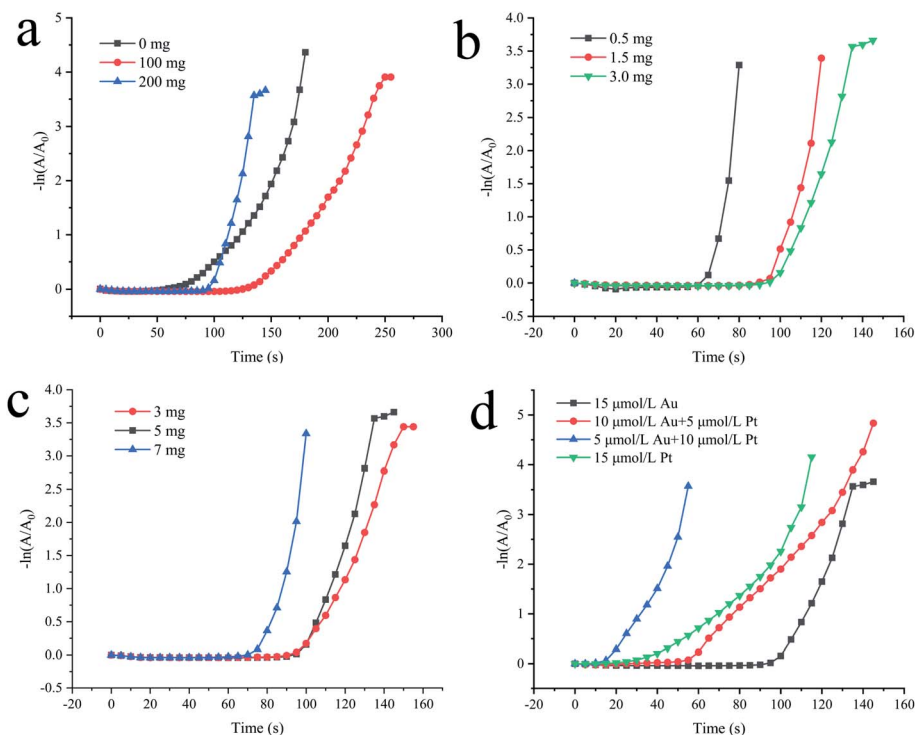 a
0 mg
100 mg
200 mg
-5
4
3
2
1
0
-ln(A/A0)
0 50 100 150 200 250 300
Time (s)
b
0.5 mg
1.5 mg
3.0 mg
-4.0
3.5
3.0
2.5
2.0
1.5
1.0
0.5
0.0
-0.5
-ln(A/A0)
-20 0 20 40 60 80 100 120 140 160
Time (s)
c
3 mg
5 mg
7 mg
4.0
3.5
3.0
2.5
2.0
1.5
1.0
0.5
0.0
-0.5
-ln(A/A0)
-20 0 20 40 60 80 100 120 140 160
Time (s)
d
15 μmol/L Au
10 μmol/L Au+5 μmol/L Pt
5 μmol/L Au+10 μmol/L Pt
15 μmol/L Pt
5
4
3
2
1
0
-ln(A/A0)
-20 0 20 40 60 80 100 120 140 160
Time (s)